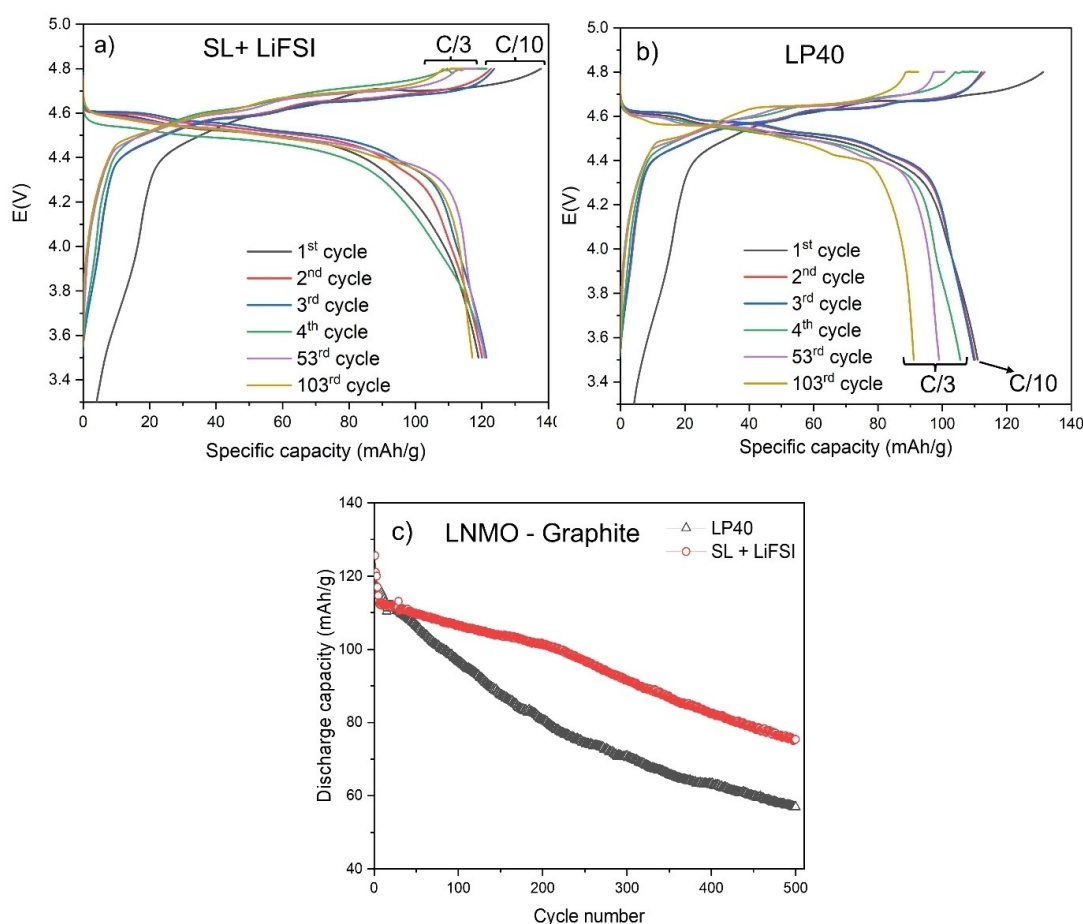 a)
SL+ LiFSI
C/3
C/10
5.0
4.8
4.6
4.4
4.2
4.0
3.8
3.6
3.4
E(V)
1st cycle
2nd cycle
3rd cycle
4th cycle
53rd cycle
103rd cycle
0 20 40 60 80 100 120 140
Specific capacity (mAh/g)
b)
LP40
5.0
4.8
4.6
4.4
4.2
4.0
3.8
3.6
3.4
E(V)
1st cycle
2nd cycle
3rd cycle
4th cycle
53rd cycle
103rd cycle
C/3
C/10
0 20 40 60 80 100 120 140
Specific capacity (mAh/g)
c)
LNMO - Graphite
LP40
SL + LiFSI
140
120
100
80
60
40
Discharge capacity (mAh/g)
0 100 200 300 400 500
Cycle number